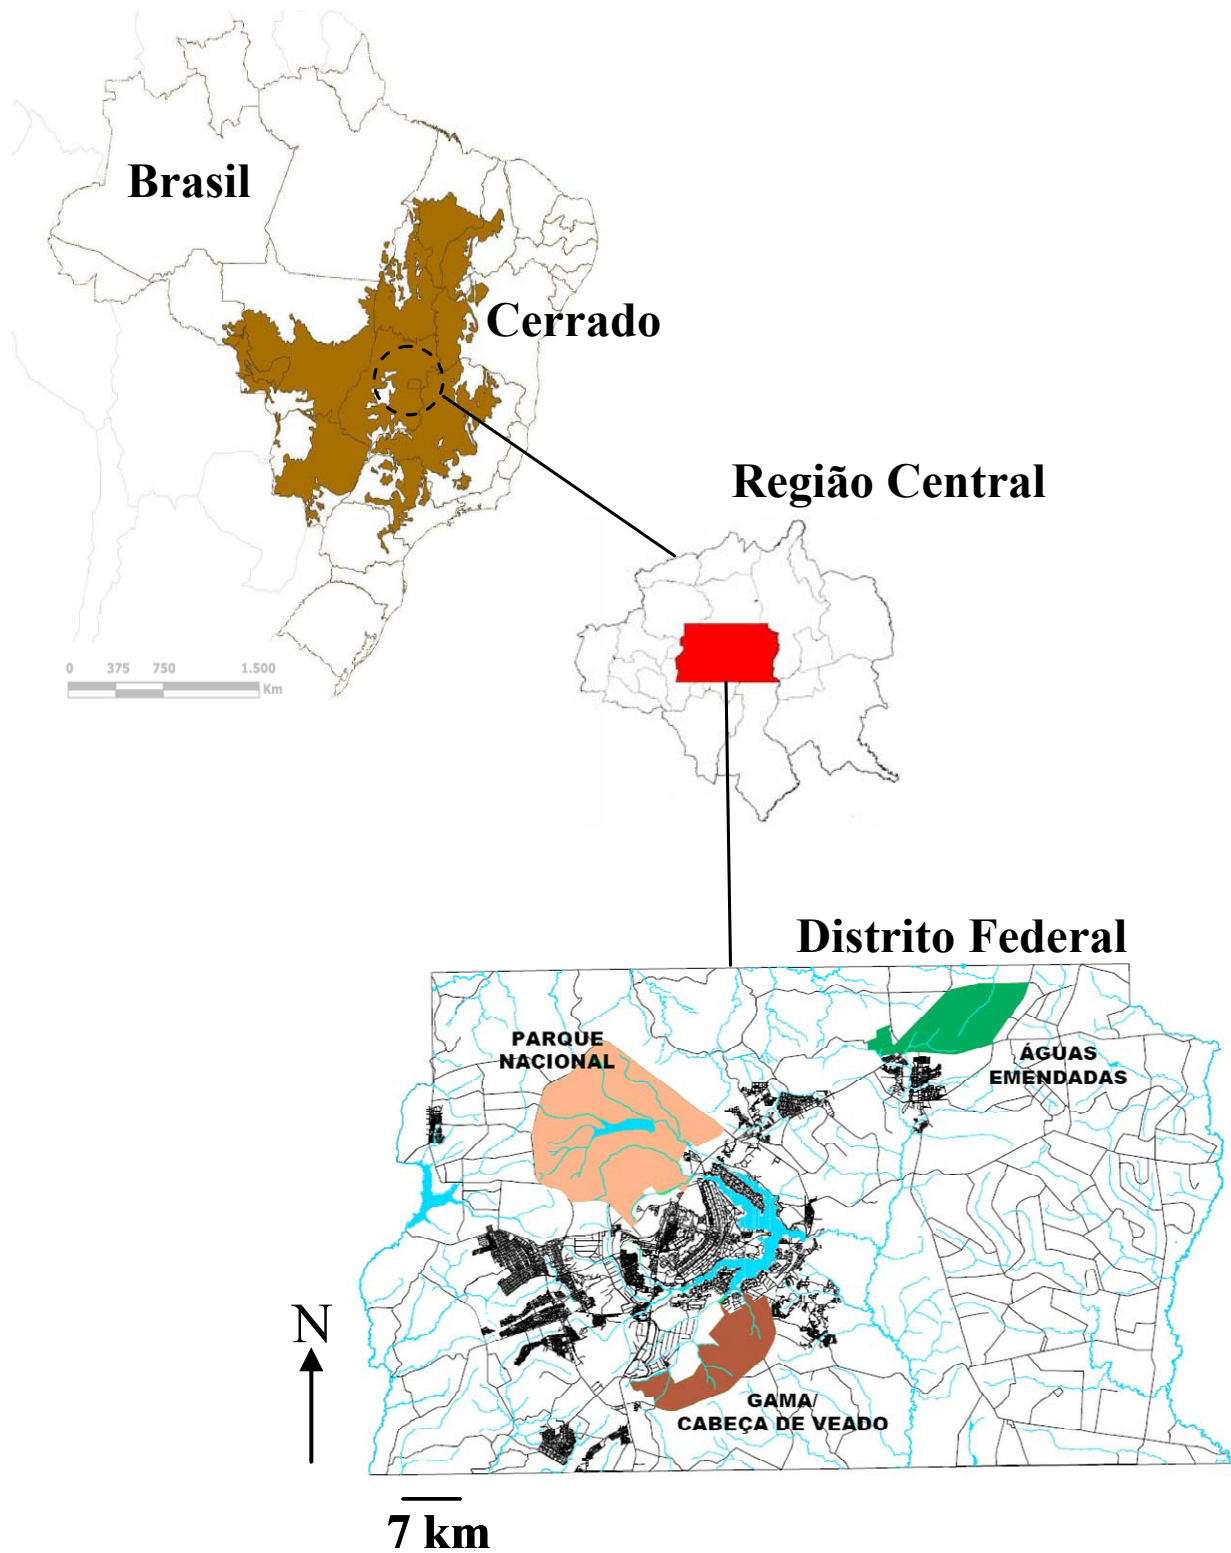 Brasil
Cerrado
Região Central
0 375 750 1.500
Km
Distrito Federal
PARQUE
NACIONAL
ÁGUAS
EMENDADAS
N
GAMA/
CABEÇA DE VEADO
7 km